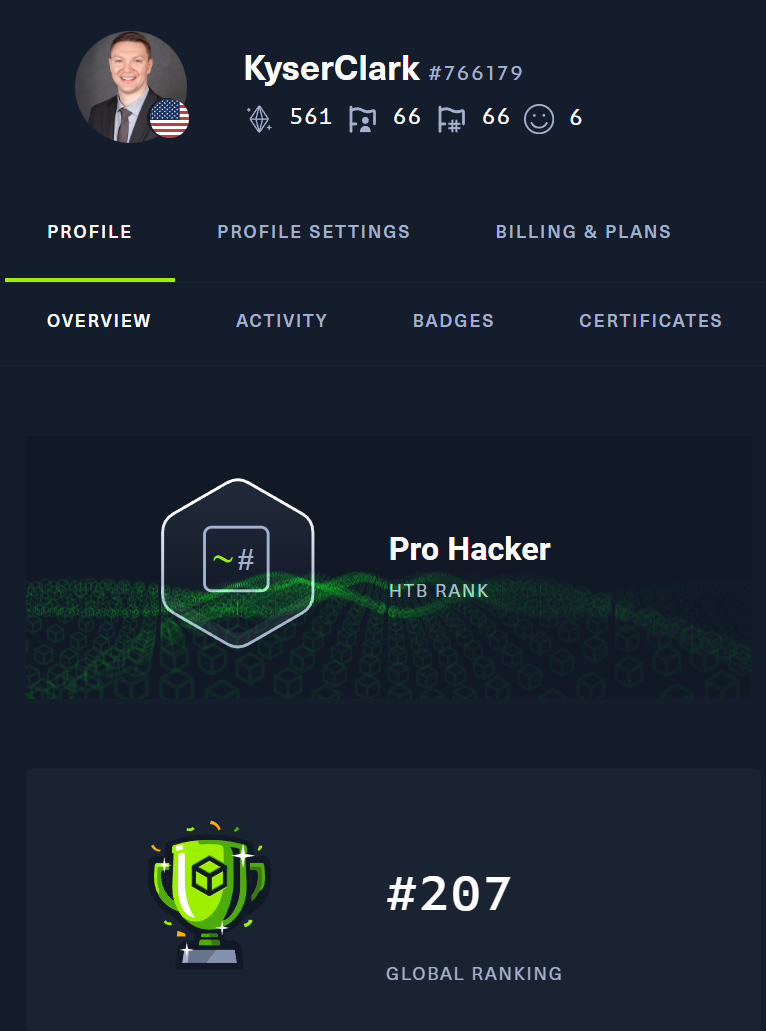 KyserClark #766179
561 66 66 6
PROFILE PROFILE SETTINGS BILLING & PLANS
OVERVIEW ACTIVITY BADGES CERTIFICATES
~#
Pro Hacker
HTB RANK
#207
GLOBAL RANKING